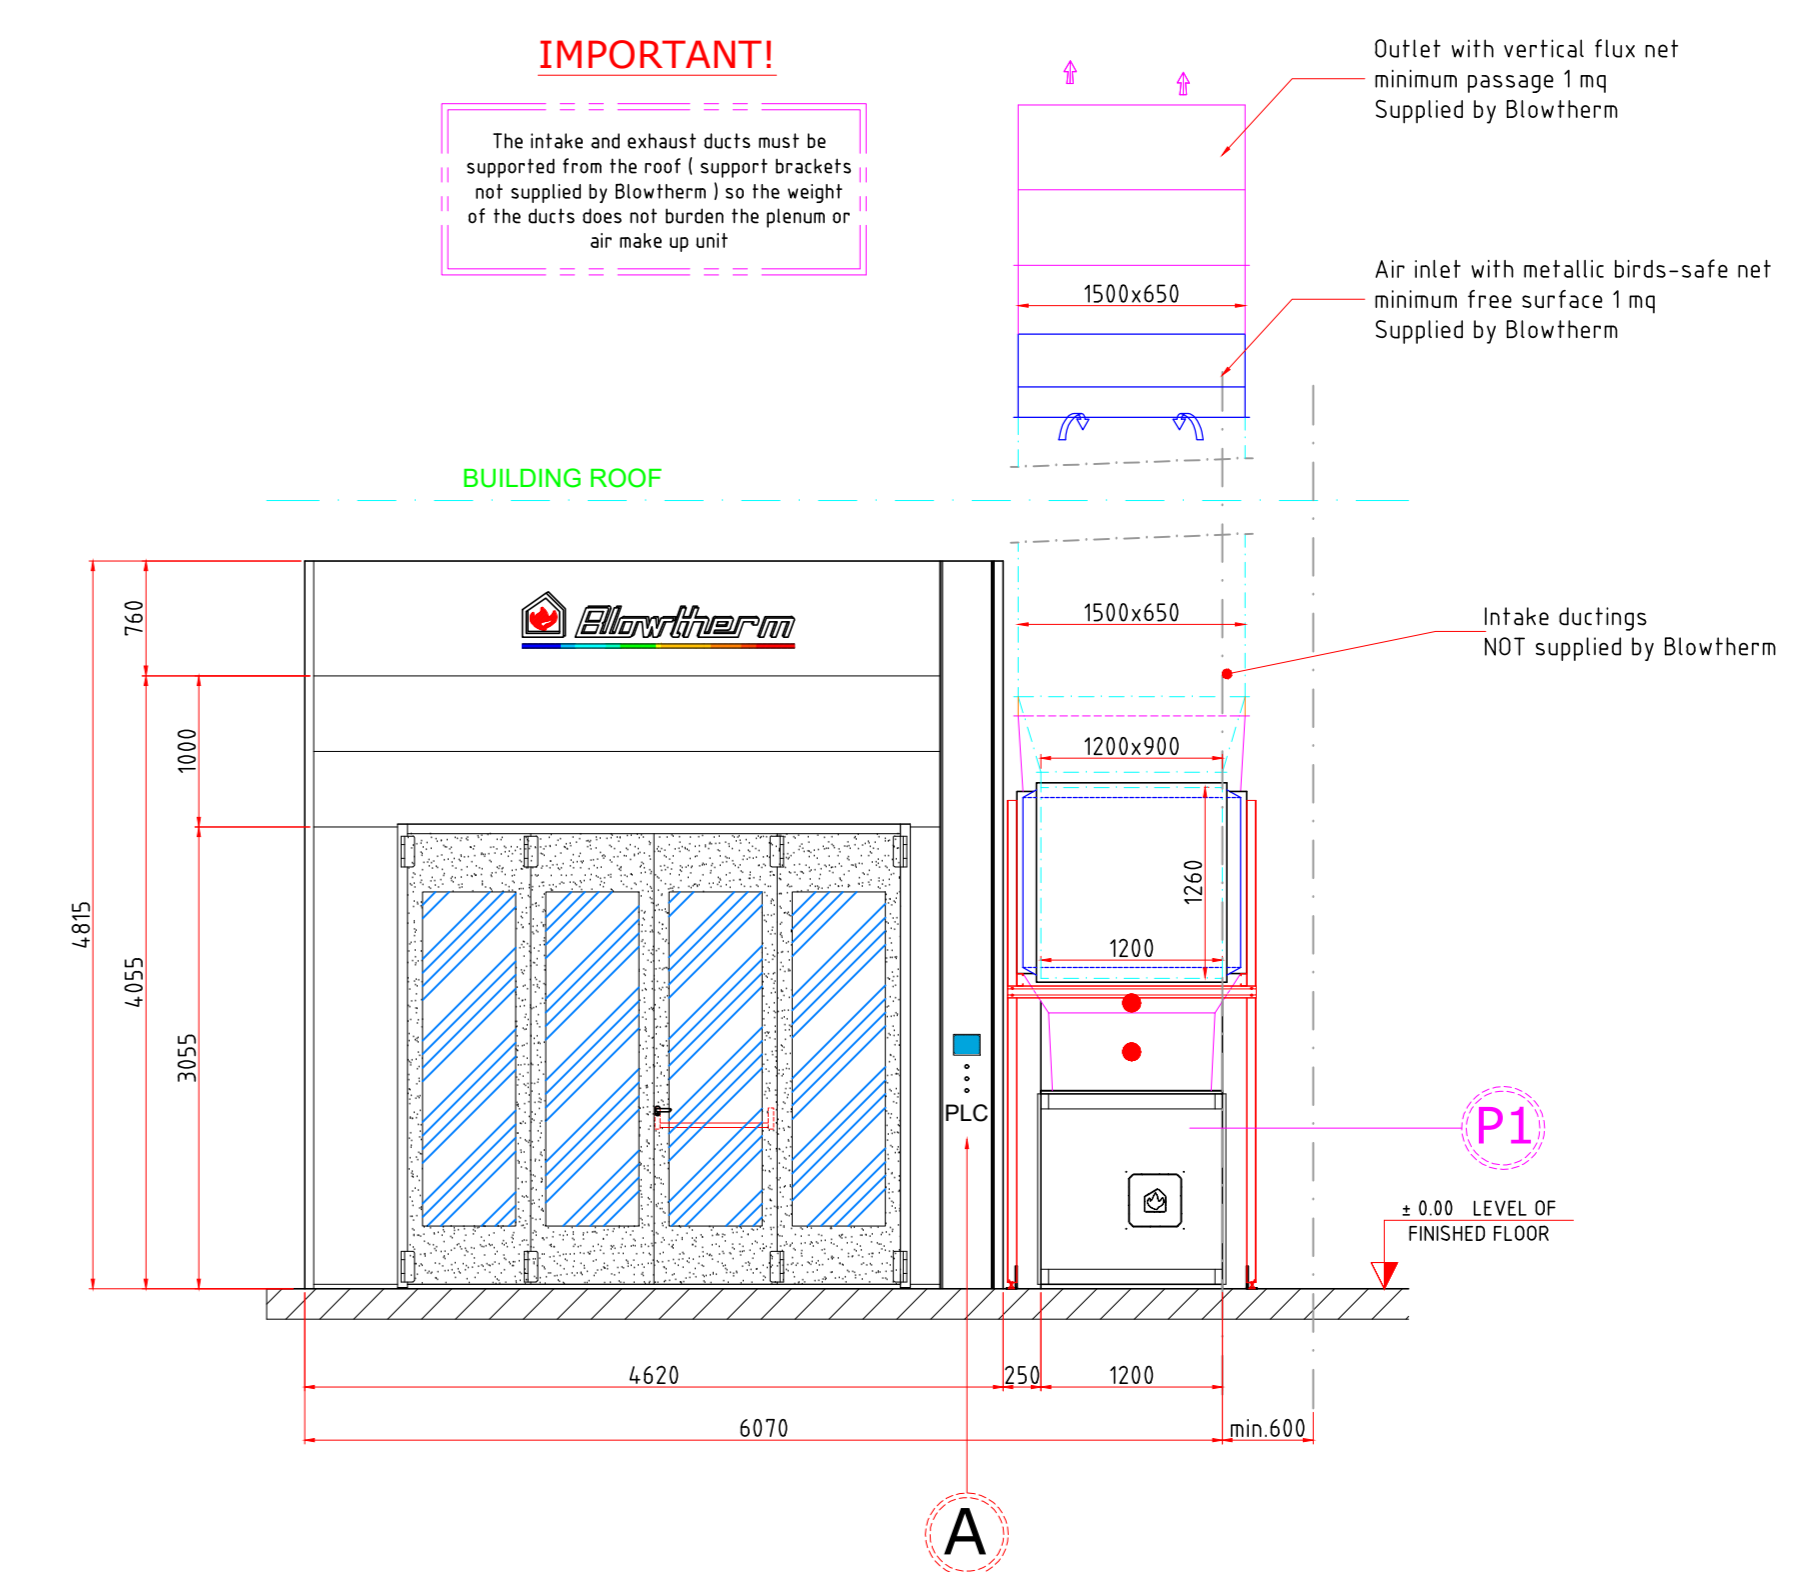 IMPORTANT!
The intake and exhaust ducts must be
supported from the roof ( support brackets
not supplied by Blowtherm ) so the weight
of the ducts does not burden the plenum or
air make up unit
Outlet with vertical flux net
minimum passage 1 mq
Supplied by Blowtherm
Air inlet with metallic birds-safe net
minimum free surface 1 mq
Supplied by Blowtherm
1500x650
BUILDING ROOF
Blowtherm
1500x650
Intake ductings
NOT supplied by Blowtherm
760
1000
4815
4055
3055
1200x900
1260
1200
PLC
P1
± 0.00 LEVEL OF
FINISHED FLOOR
4620
250
1200
6070
min.600
A